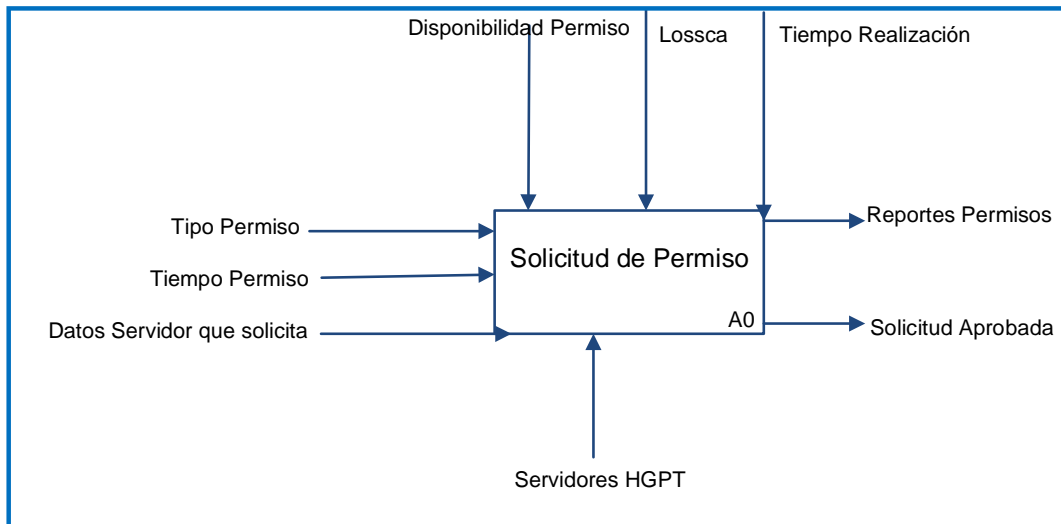 Disponibilidad Permiso
Lossca
Tiempo Realización
Tipo Permiso
Reportes Permisos
Solicitud de Permiso
Tiempo Permiso
Datos Servidor que solicita
A0
Solicitud Aprobada
Servidores HGPT